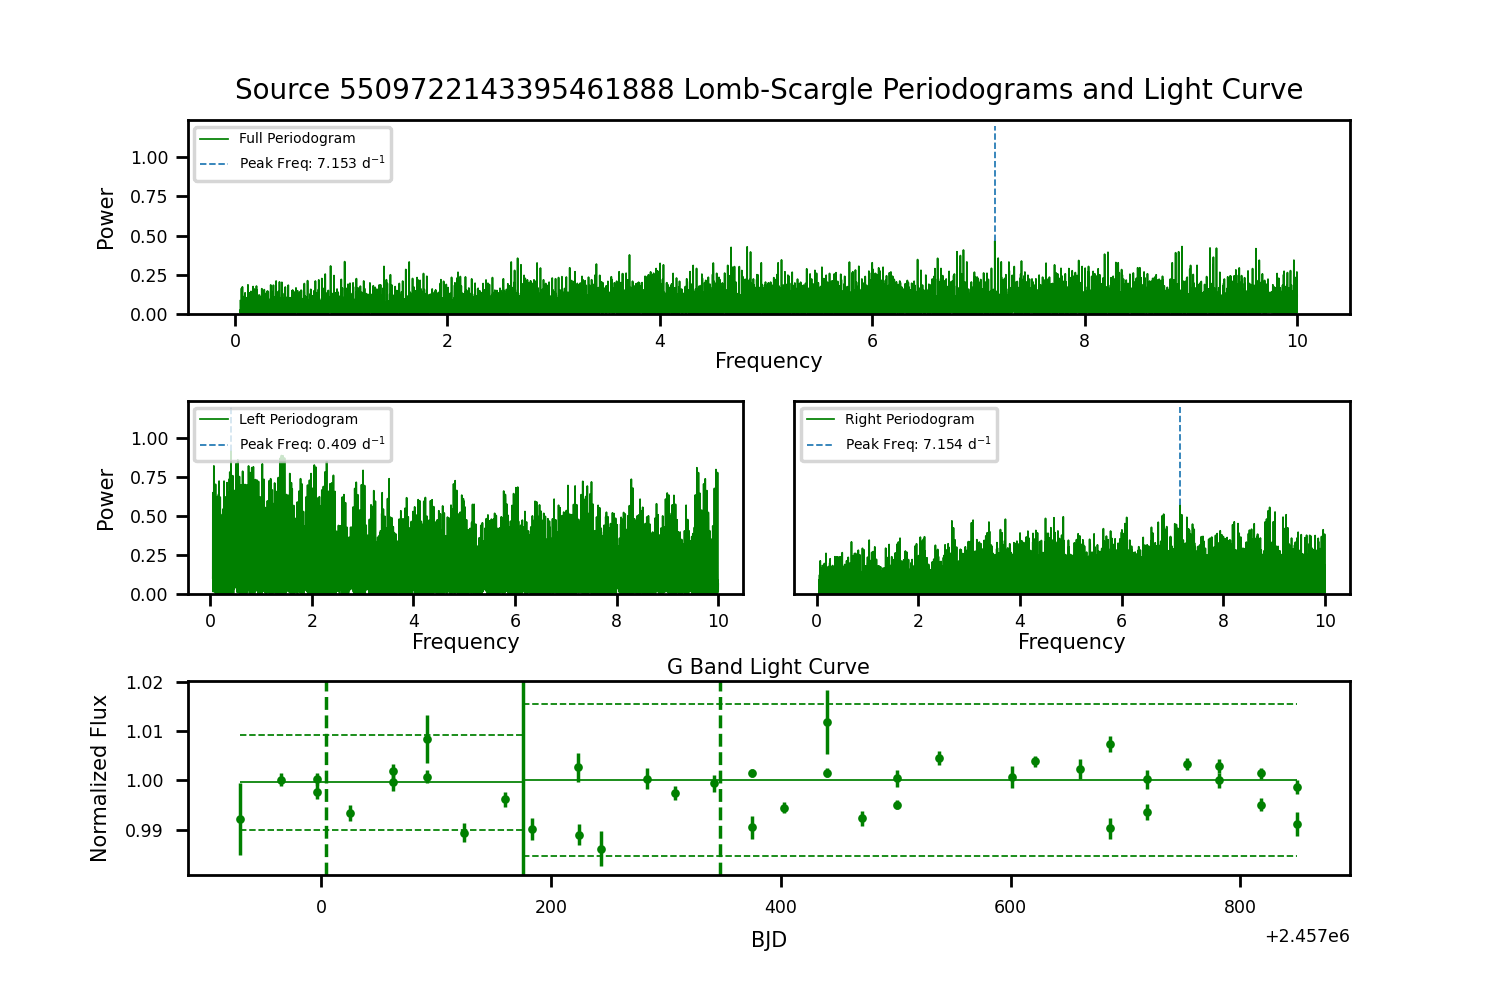 Source 5509722143395461888 Lomb-Scargle Periodograms and Light Curve
Full Periodogram
Peak Freq: 7.153 d⁻¹
1.00
0.75
0.50
0.25
0.00
Power
0 2 4 6 8 10
Frequency
Left Periodogram
Peak Freq: 0.409 d⁻¹
1.00
0.75
0.50
0.25
0.00
Power
0 2 4 6 8 10
Frequency
Right Periodogram
Peak Freq: 7.154 d⁻¹
0 2 4 6 8 10
Frequency
G Band Light Curve
1.02
1.01
1.00
0.99
Normalized Flux
0 200 400 600 800
BJD
+2.457e6